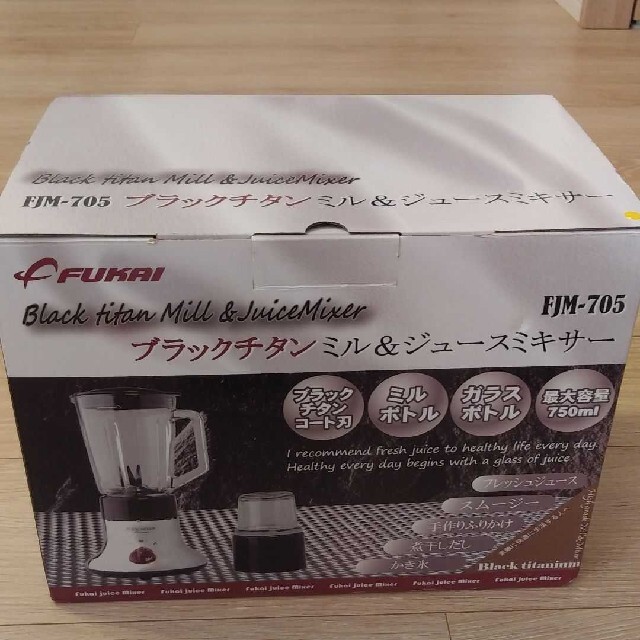 Black titan Mill &JuiceMixer
FJM-705 ブラックチタン ミル&ジュースミキサー
FUKAI
Black titan Mill &JuiceMixer
FJM-705
ブラックチタン ミル&ジュースミキサー
ブラック
チタン
コート刃
ミル
ボトル
ガラス
ボトル
最大容量
750ml
I recommend fresh juice to healthy life every day.
Healthy every day begins with a glass of juice.
フレッシュジュース
スムージー
手作りふりかけ
煮干しだし
かき氷
Black titanium
Fukai Juice Mixer Fukai Juice Mixer Fukai Juice Mixer Fukai Juice Mixer Fukai Juice Mixer Fukai Juice Mixer